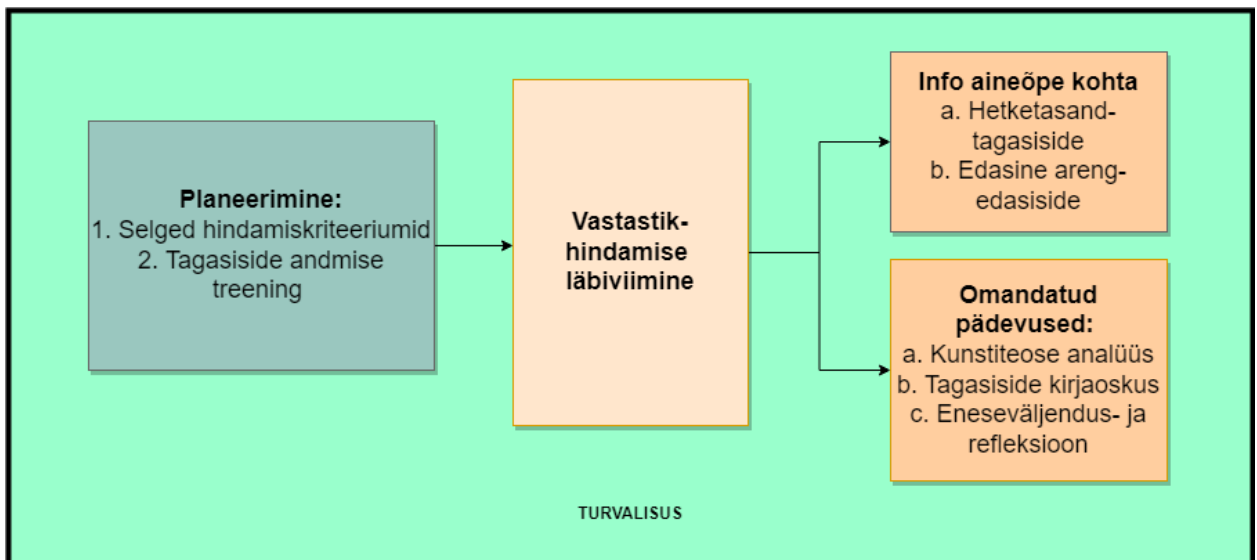 Planeerimine:
1. Selged hindamiskriteeriumid
2. Tagasiside andmise
treening
Vastastik-
hindamise
läbiviimine
Info aineõpe kohta
a. Hetketasand-
tagasiside
b. Edasine areng-
edasiside
Omandatud
pädevused:
a. Kunstiteose analüüs
b. Tagasiside kirjaoskus
c. Eneseväljendus- ja
refleksioon
TURVALISUS